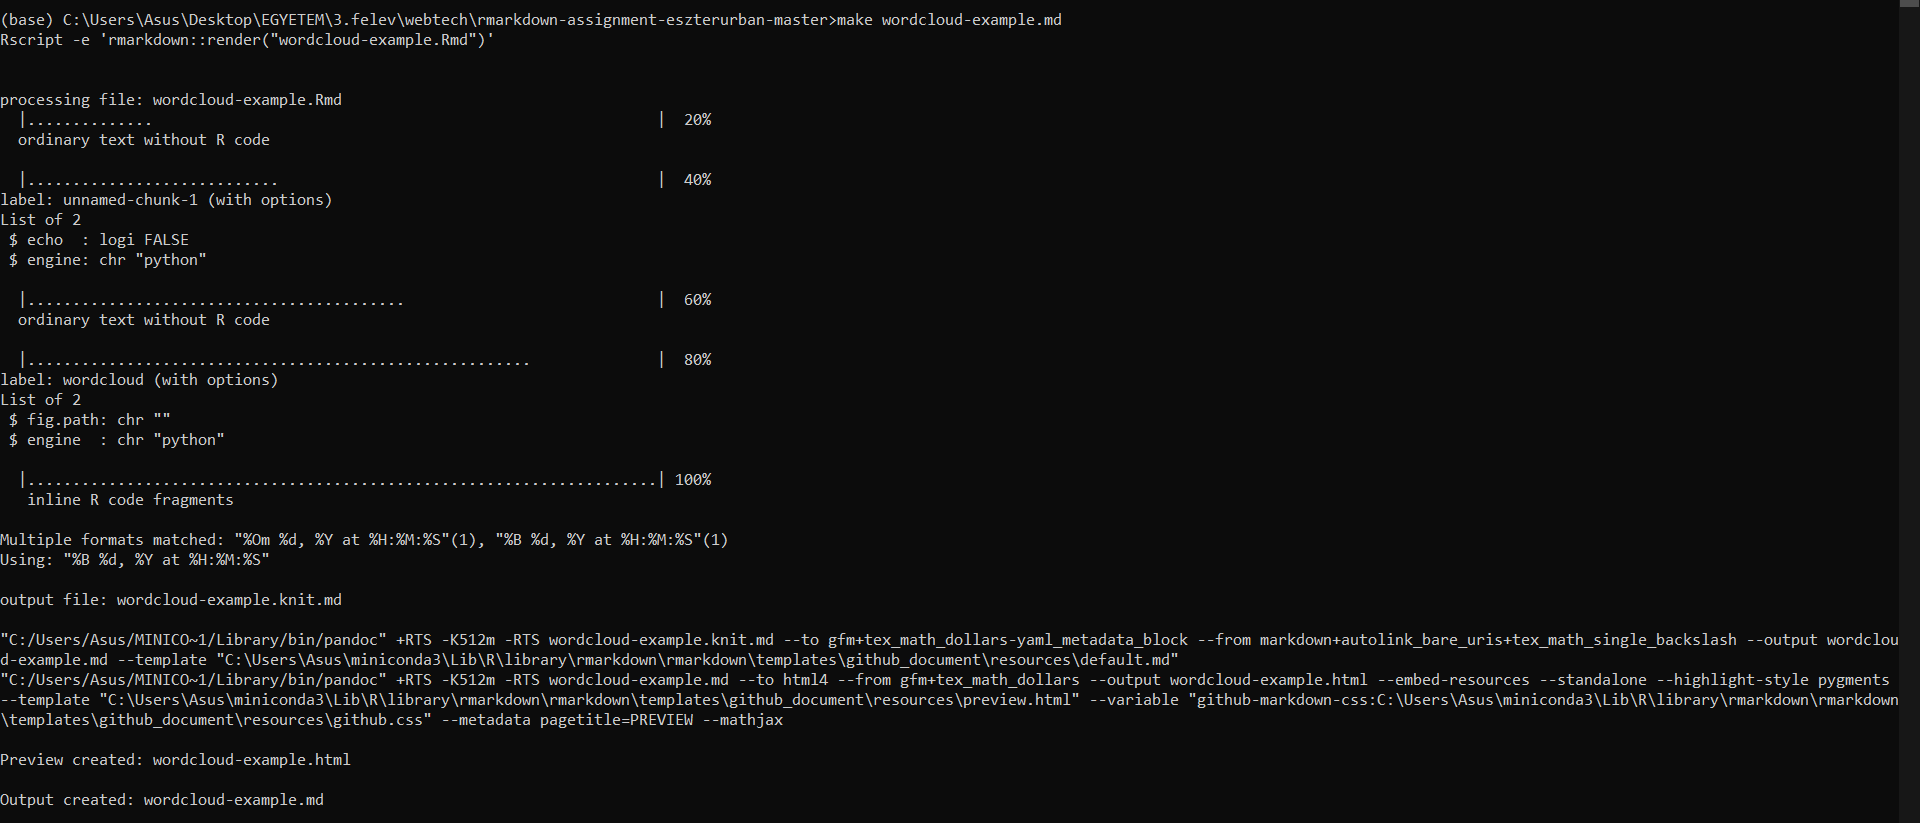 (base) C:\Users\Asus\Desktop\EGYETEM\3.felev\webtech\rmarkdown-assignment-eszterurban-master>make wordcloud-example.md
Rscript -e 'rmarkdown::render("wordcloud-example.Rmd")'
processing file: wordcloud-example.Rmd
  |..............                                                        |  20%
  ordinary text without R code
  |............................                                          |  40%
label: unnamed-chunk-1 (with options)
List of 2
 $ echo  : logi FALSE
 $ engine: chr "python"
  |..........................................                            |  60%
  ordinary text without R code
  |........................................................              |  80%
label: wordcloud (with options)
List of 2
 $ fig.path: chr ""
 $ engine  : chr "python"
  |......................................................................| 100%
   inline R code fragments
Multiple formats matched: "%Om %d, %Y at %H:%M:%S"(1), "%B %d, %Y at %H:%M:%S"(1)
Using: "%B %d, %Y at %H:%M:%S"
output file: wordcloud-example.knit.md
"C:/Users/Asus/MINICO~1/Library/bin/pandoc" +RTS -K512m -RTS wordcloud-example.knit.md --to gfm+tex_math_dollars-yaml_metadata_block --from markdown+autolink_bare_uris+tex_math_single_backslash --output wordclou
d-example.md --template "C:\Users\Asus\miniconda3\Lib\R\library\rmarkdown\rmarkdown\templates\github_document\resources\default.md"
"C:/Users/Asus/MINICO~1/Library/bin/pandoc" +RTS -K512m -RTS wordcloud-example.md --to html4 --from gfm+tex_math_dollars --output wordcloud-example.html --embed-resources --standalone --highlight-style pygments
--template "C:\Users\Asus\miniconda3\Lib\R\library\rmarkdown\rmarkdown\templates\github_document\resources\preview.html" --variable "github-markdown-css:C:\Users\Asus\miniconda3\Lib\R\library\rmarkdown\rmarkdown
\templates\github_document\resources\github.css" --metadata pagetitle=PREVIEW --mathjax
Preview created: wordcloud-example.html
Output created: wordcloud-example.md